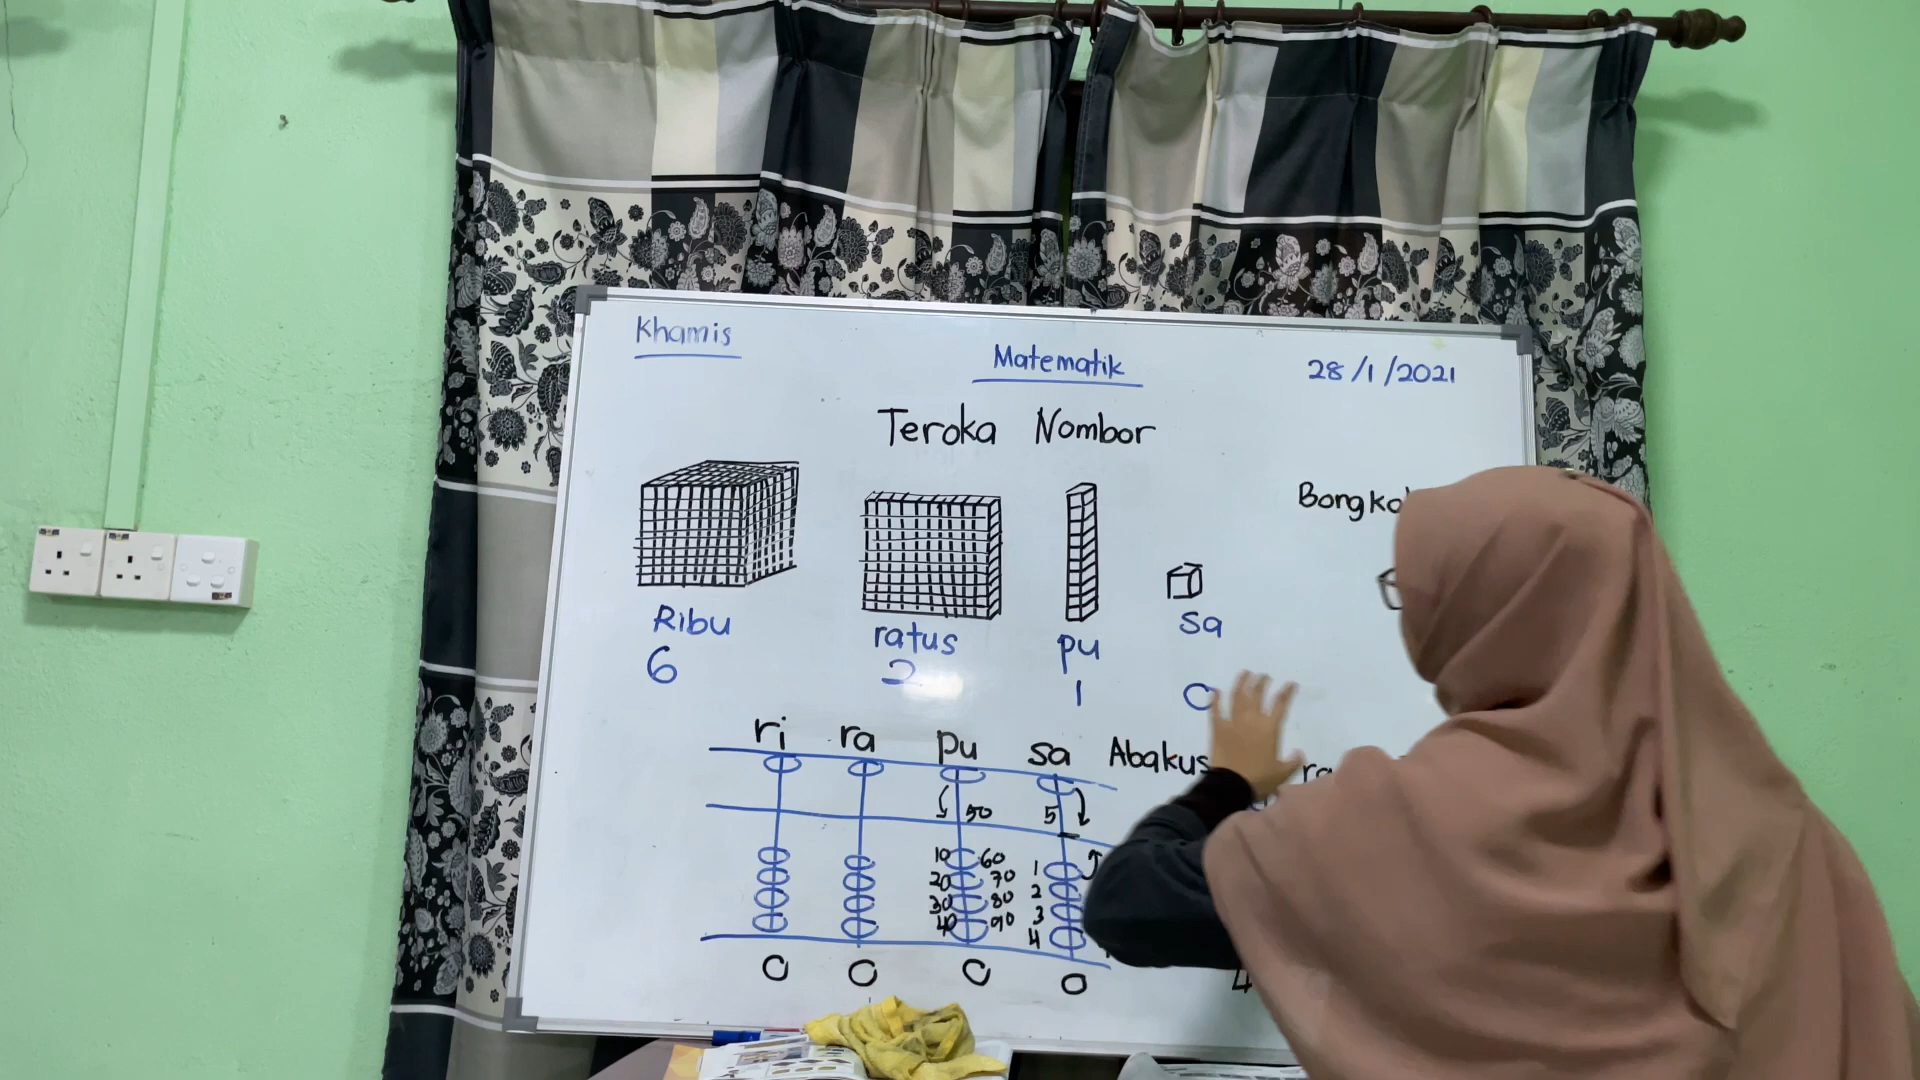 Khamis
Matematik
28/1/2021
Teroka Nombor
Ribu
ratus
pu
sa
6
2
1
0
ri ra pu sa
Abakus
50
5
10 60
20 70
30 80
40 90
1
2
3
4
0 0 0 0
4